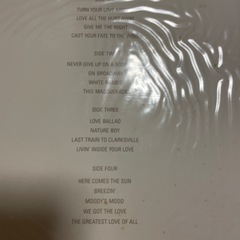 TURN YOUR LOVE
LOVE ALL THE HURT AWAY
GIVE ME THE NIGHT
CAST YOUR FATE TO THE WIND
SIDE TWO
NEVER GIVE UP ON A GOOD
ON BROADWAY
WHITE
THIS MASQUERADE
SIDE THREE
LOVE BALLAD
NATURE BOY
LAST TRAIN TO CLARKSVILLE
LIVIN' INSIDE YOUR LOVE
SIDE FOUR
HERE COMES THE SUN
BREEZIN'
MOODY'S MOOD
WE GOT THE LOVE
THE GREATEST LOVE OF ALL